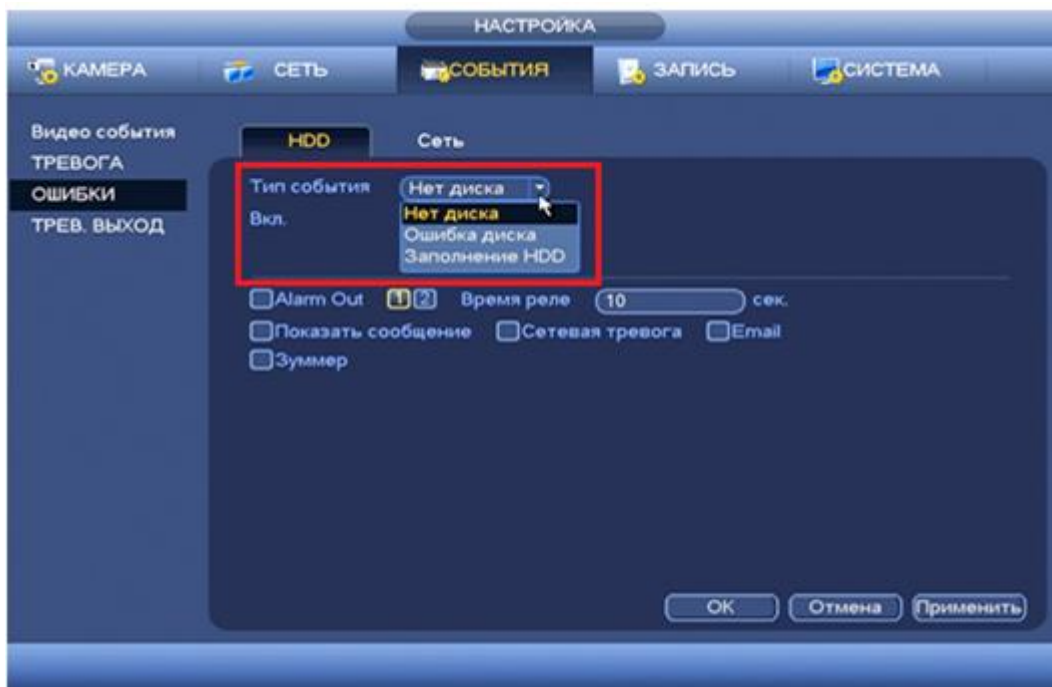 НАСТРОЙКА
КАМЕРА СЕТЬ СОБЫТИЯ ЗАПИСЬ СИСТЕМА
Видео события
ТРЕВОГА
ОШИБКИ
ТРЕВ. ВЫХОД
HDD Сеть
Тип события Нет диска
Вкл. Нет диска
Ошибка диска
Заполнение HDD
Alarm Out 1 2 Время реле 10 сек.
Показать сообщение Сетевая тревога Email
Зуммер
OK Отмена Применить